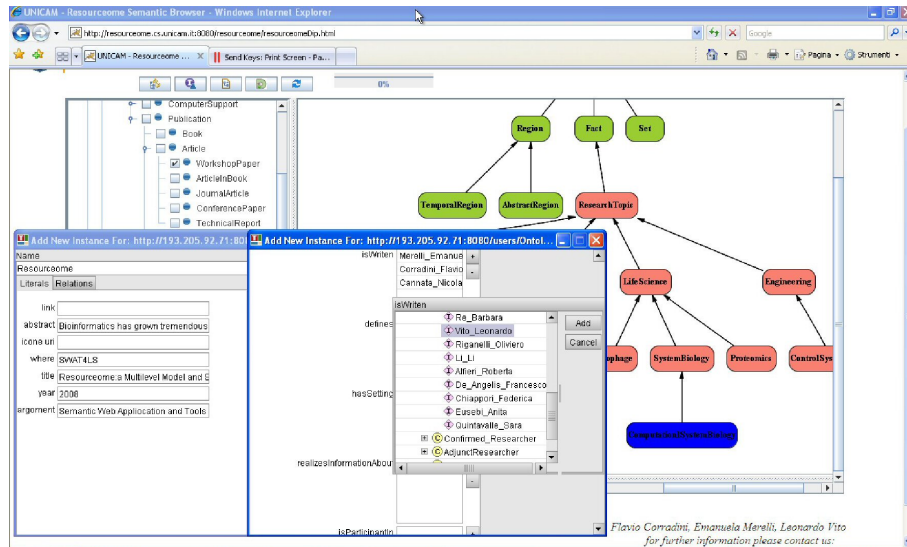 UNICAM - Resourceome Semantic Browser - Windows Internet Explorer
http://resourceome.cs.unicam.it:8080/resourceome/resourceomeDip.html
Google
UNICAM - Resourceome ... X
Send Keys: Print Screen - Pa...
Pagina
Strumenti
0%
ComputerSupport
Publication
Book
Article
WorkshopPaper
ArticleInBook
JournalArticle
ConferencePaper
TechnicalReport
Region
Fact
Set
TemporalRegion
AbstractRegion
ResearchTopic
LifeScience
Engineering
ophage
SystemBiology
Proteomics
ControlSys
ComputationalSystemBiology
Add New Instance For: http://193.205.92.71:80
Name
Resourceome
Literals
Relations
link
abstract Bioinformatics has grown tremendous
icone uri
where SWAT4LS
title Resourceome:a Multilevel Model and S
year 2008
argoment Semantic Web Appliocation and Tools
Add New Instance For: http://193.205.92.71:8080/users/Ontol...
isWriten
Merelli_Emanue
+
Corradini_Flavio
-
Cannata_Nicola
defines
hasSetting
realizesInformationAbout
-
isParticipantIn
isWriten
Re_Barbara
Vito_Leonardo
Riganelli_Oliviero
Li_Li
Alfieri_Roberta
De_Angelis_Francesco
Chiappori_Federica
Eusebi_Anita
Quintavalle_Sara
Confirmed_Researcher
AdjunctResearcher
Add
Cancel
Flavio Corradini, Emanuela Merelli, Leonardo Vito
for further information please contact us: